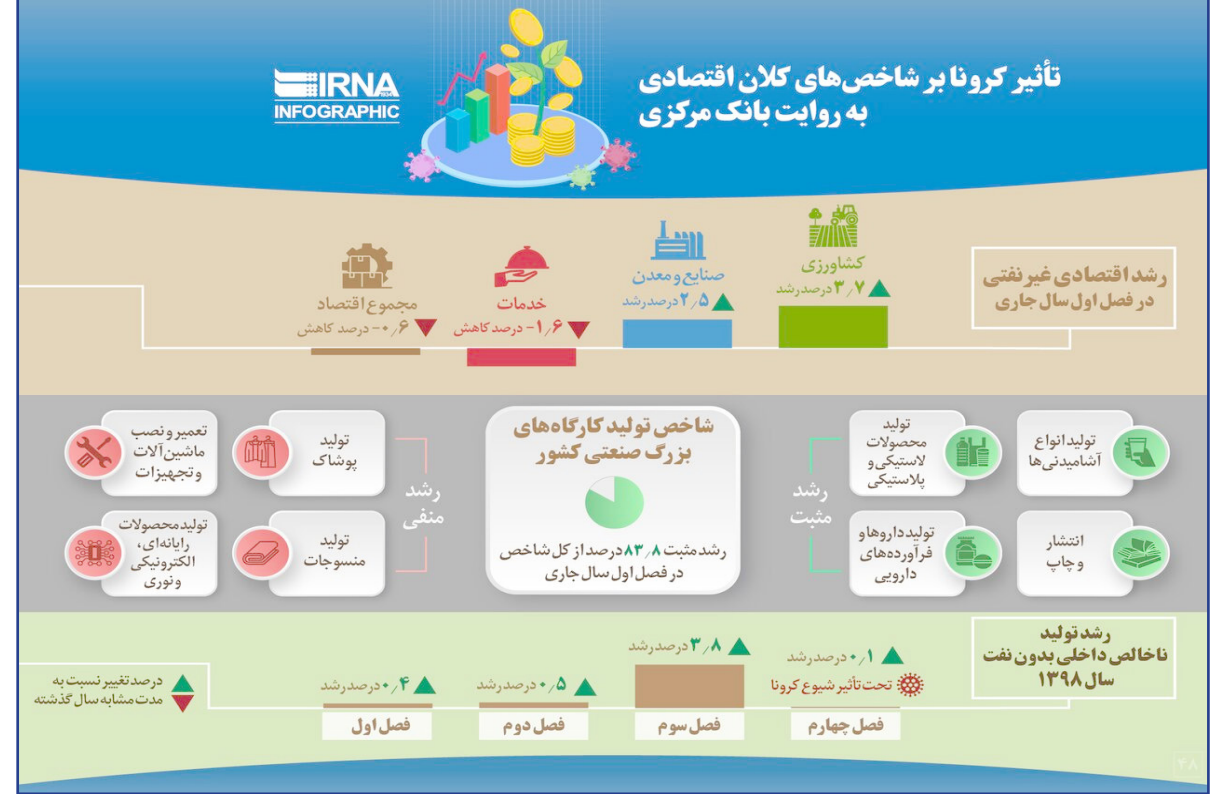 تأثیر کرونا بر شاخص‌های کلان اقتصادی
به روایت بانک مرکزی
IRNA
INFOGRAPHIC
رشد اقتصادی غیر نفتی
در فصل اول سال جاری
کشاورزی
۳٫۷ درصد رشد
صنایع و معدن
۲٫۵ درصد رشد
خدمات
۱٫۶- درصد کاهش
مجموع اقتصاد
۰٫۶- درصد کاهش
شاخص تولید کارگاه‌های
بزرگ صنعتی کشور
رشد مثبت ۸۳٫۸ درصد از کل شاخص
در فصل اول سال جاری
رشد
مثبت
تولید انواع
آشامیدنی‌ها
تولید
محصولات
لاستیکی و
پلاستیکی
انتشار
و چاپ
تولید داروها و
فرآورده‌های
دارویی
رشد
منفی
تولید
پوشاک
تعمیر و نصب
ماشین‌آلات
و تجهیزات
تولید
منسوجات
تولید محصولات
رایانه‌ای،
الکترونیکی
و نوری
رشد تولید
ناخالص داخلی بدون نفت
سال ۱۳۹۸
۰٫۱ درصد رشد
تحت تأثیر شیوع کرونا
فصل چهارم
۳٫۸ درصد رشد
فصل سوم
۰٫۵ درصد رشد
فصل دوم
۰٫۴ درصد رشد
فصل اول
درصد تغییر نسبت به
مدت مشابه سال گذشته
۴۸